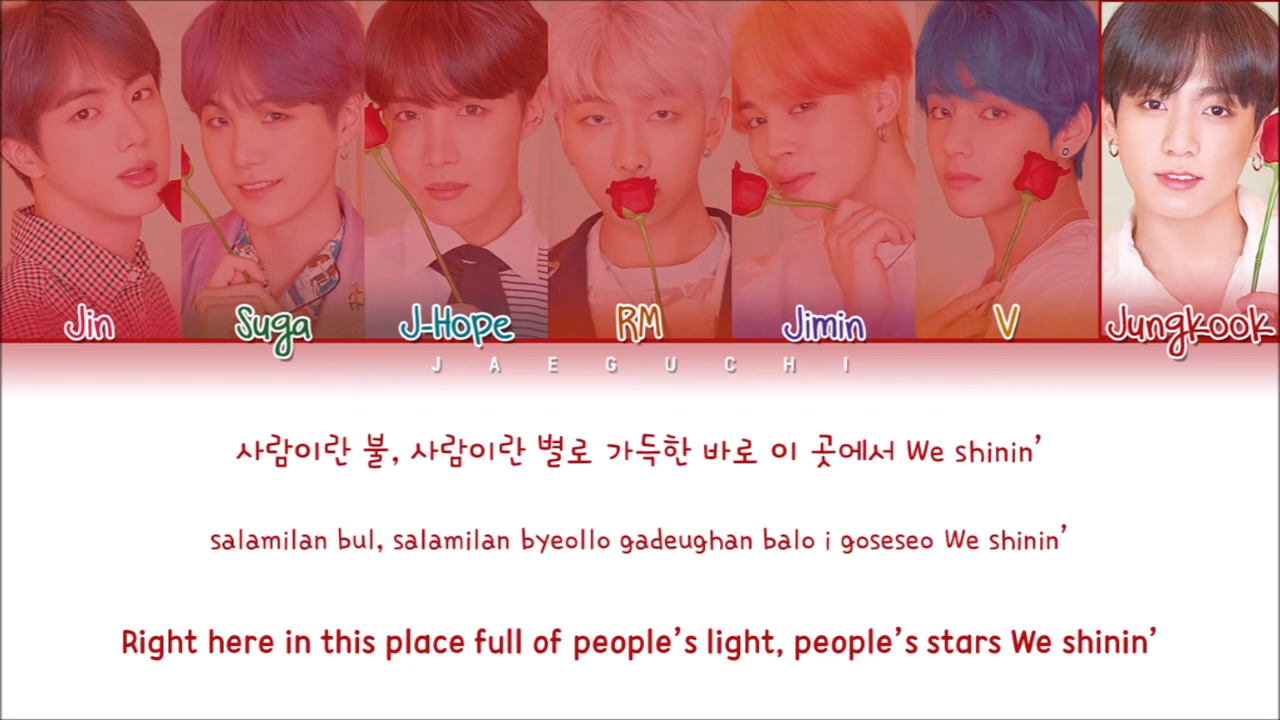 Jin Suga J-Hope RM Jimin V Jungkook
JAEGUCHI
사람이란 불, 사람이란 별로 가득한 바로 이 곳에서 We shinin’
salamilan bul, salamilan byeollo gadeughan balo i goseseo We shinin’
Right here in this place full of people’s light, people’s stars We shinin’